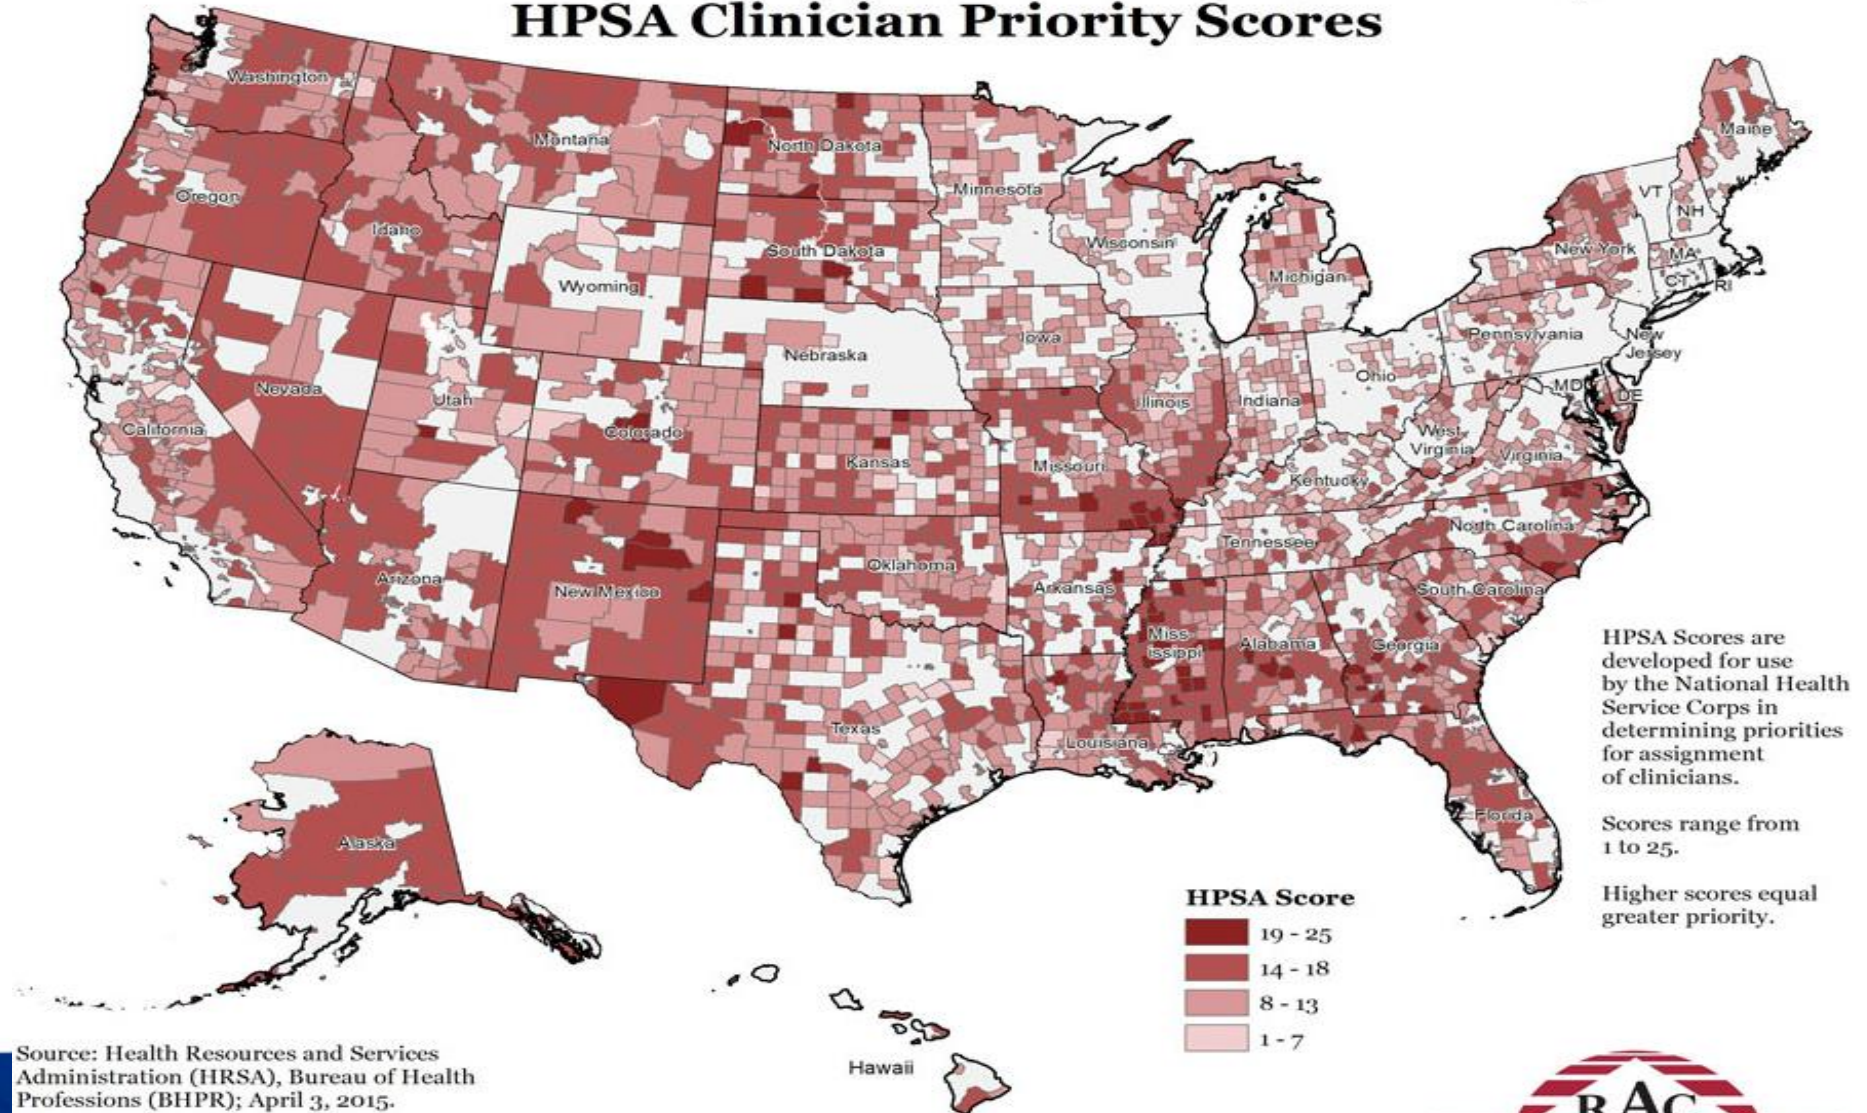 HPSA Clinician Priority Scores
Washington
Montana
North Dakota
Minnesota
Maine
Oregon
Idaho
VT
NH
South Dakota
Wisconsin
New York
MA
Wyoming
Michigan
CT
RI
Nebraska
Iowa
Pennsylvania
New
Jersey
Nevada
Utah
Ohio
MD
DE
California
Colorado
Illinois
Indiana
West
Virginia
Virginia
Kansas
Missouri
Kentucky
North Carolina
Tennessee
Oklahoma
Arizona
New Mexico
Arkansas
South Carolina
Miss-
issippi
Alabama
Georgia
Texas
Louisiana
Florida
Alaska
Hawaii
HPSA Scores are
developed for use
by the National Health
Service Corps in
determining priorities
for assignment
of clinicians.
Scores range from
1 to 25.
Higher scores equal
greater priority.
HPSA Score
19 - 25
14 - 18
8 - 13
1 - 7
Source: Health Resources and Services
Administration (HRSA), Bureau of Health
Professions (BHPR); April 3, 2015.
RAC